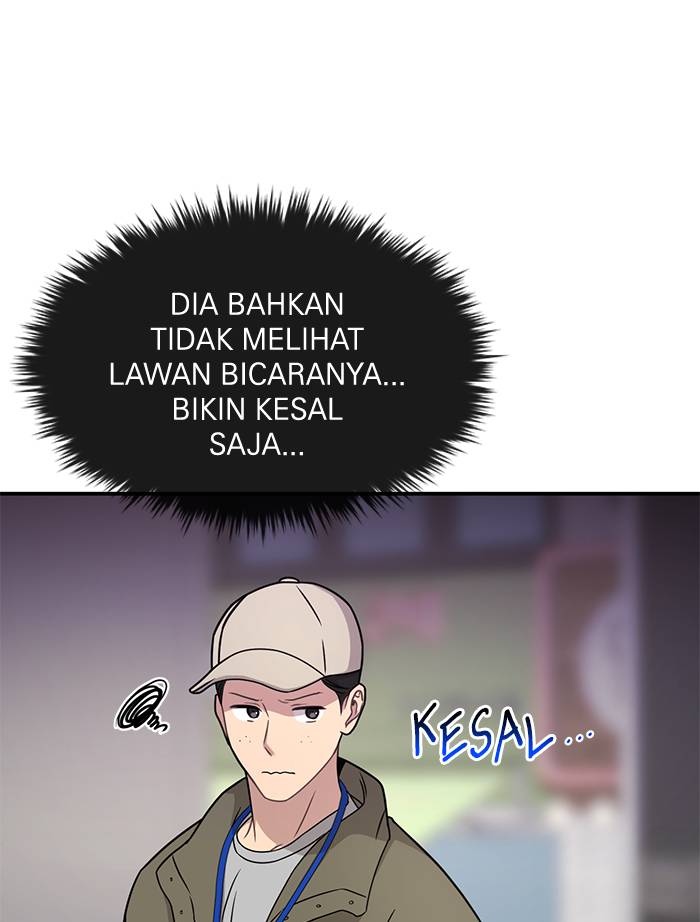 DIA BAHKAN
TIDAK MELIHAT
LAWAN BICARANYA...
BIKIN KESAL
SAJA...
KESAL...